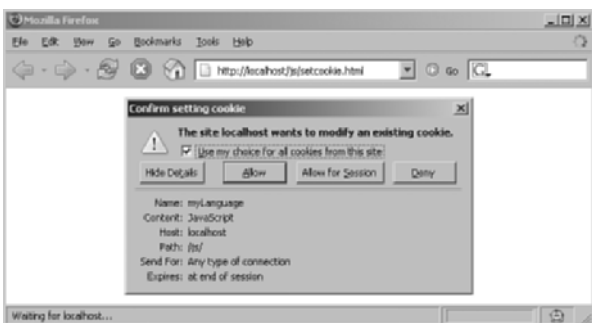 Mozilla Firefox
File Edit View Go Bookmarks Tools Help
http://localhost/js/setcookie.html Go
Confirm setting cookie
The site localhost wants to modify an existing cookie.
Use my choice for all cookies from this site
Hide Details Allow Allow for Session Deny
Name: myLanguage
Content: JavaScript
Host: localhost
Path: /js/
Send For: Any type of connection
Expires: at end of session
Waiting for localhost...